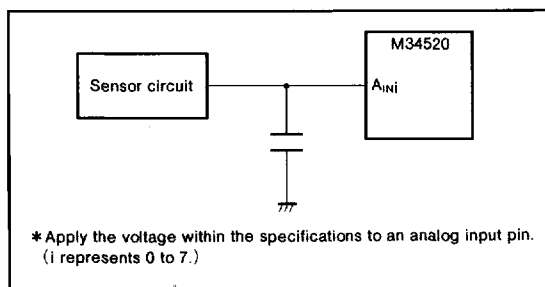 M34520
Sensor circuit
AINi
*Apply the voltage within the specifications to an analog input pin.
(i represents 0 to 7.)